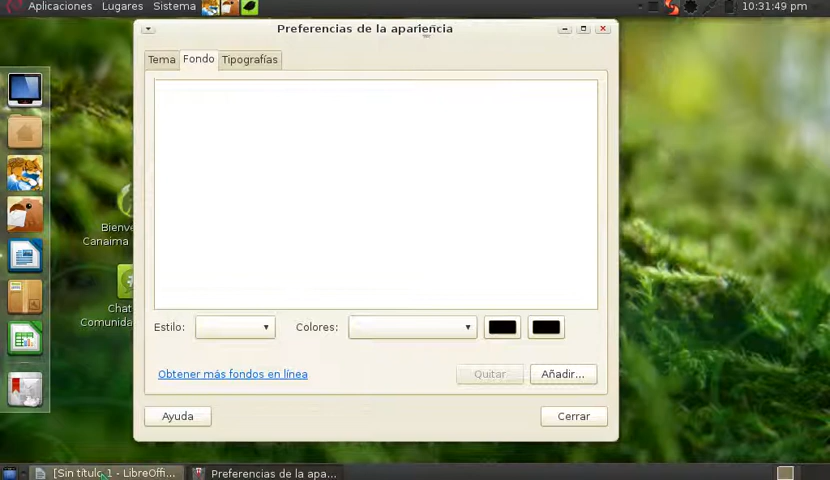 Aplicaciones Lugares Sistema
10:31:49 pm
Preferencias de la apariencia
Tema Fondo Tipografías
Bienve
Canaima
Chat
Comunida
Estilo:
Colores:
Obtener más fondos en línea
Quitar
Añadir...
Ayuda
Cerrar
[Sin título 1 - LibreOffi...
Preferencias de la apa...